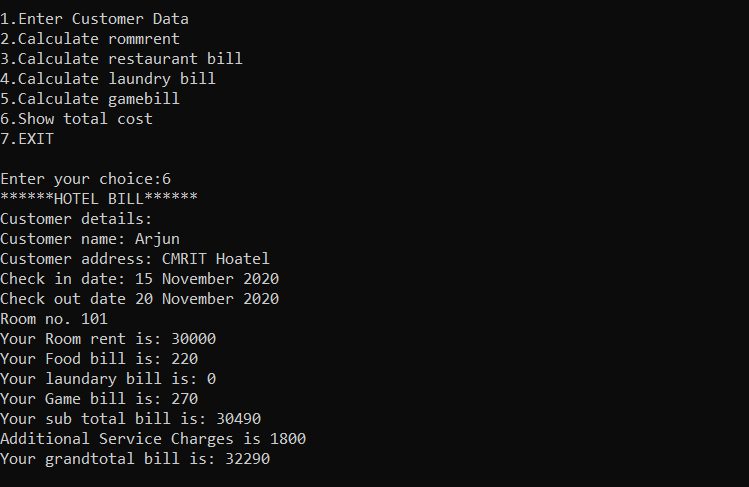 1.Enter Customer Data
2.Calculate rommrent
3.Calculate restaurant bill
4.Calculate laundry bill
5.Calculate gamebill
6.Show total cost
7.EXIT
Enter your choice:6
******HOTEL BILL******
Customer details:
Customer name: Arjun
Customer address: CMRIT Hoatel
Check in date: 15 November 2020
Check out date 20 November 2020
Room no. 101
Your Room rent is: 30000
Your Food bill is: 220
Your laundary bill is: 0
Your Game bill is: 270
Your sub total bill is: 30490
Additional Service Charges is 1800
Your grandtotal bill is: 32290